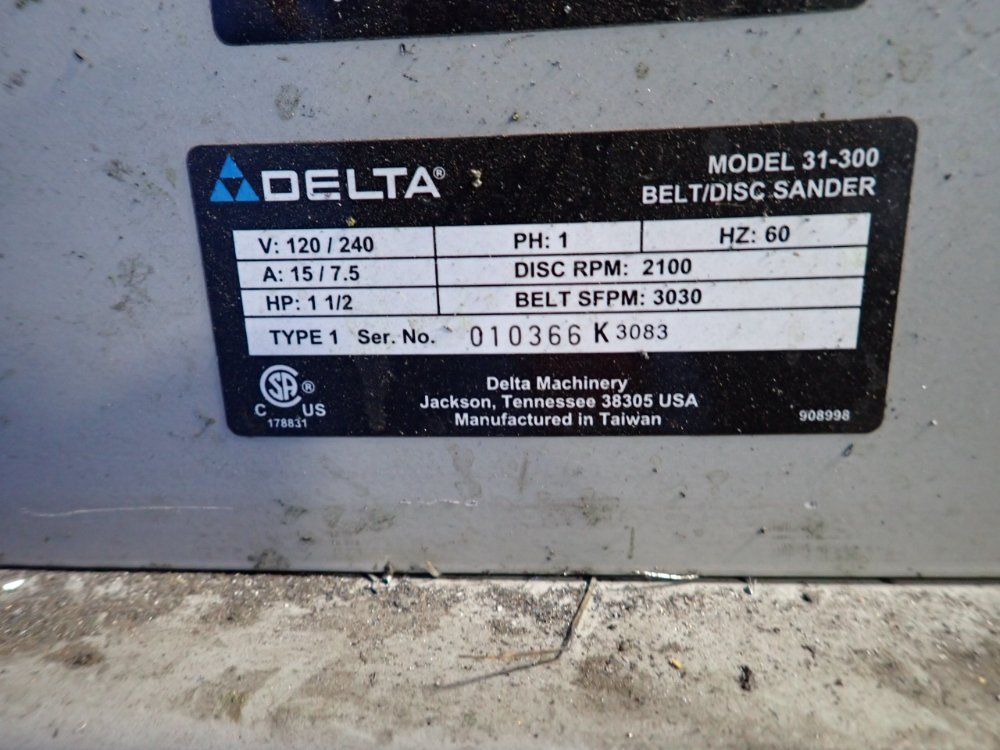 DELTA®
MODEL 31-300
BELT/DISC SANDER
V: 120 / 240 PH: 1 HZ: 60
A: 15 / 7.5 DISC RPM: 2100
HP: 1 1/2 BELT SFPM: 3030
TYPE 1 Ser. No. 010366 K 3083
SA ®
C US
178831
Delta Machinery
Jackson, Tennessee 38305 USA
Manufactured in Taiwan
908998